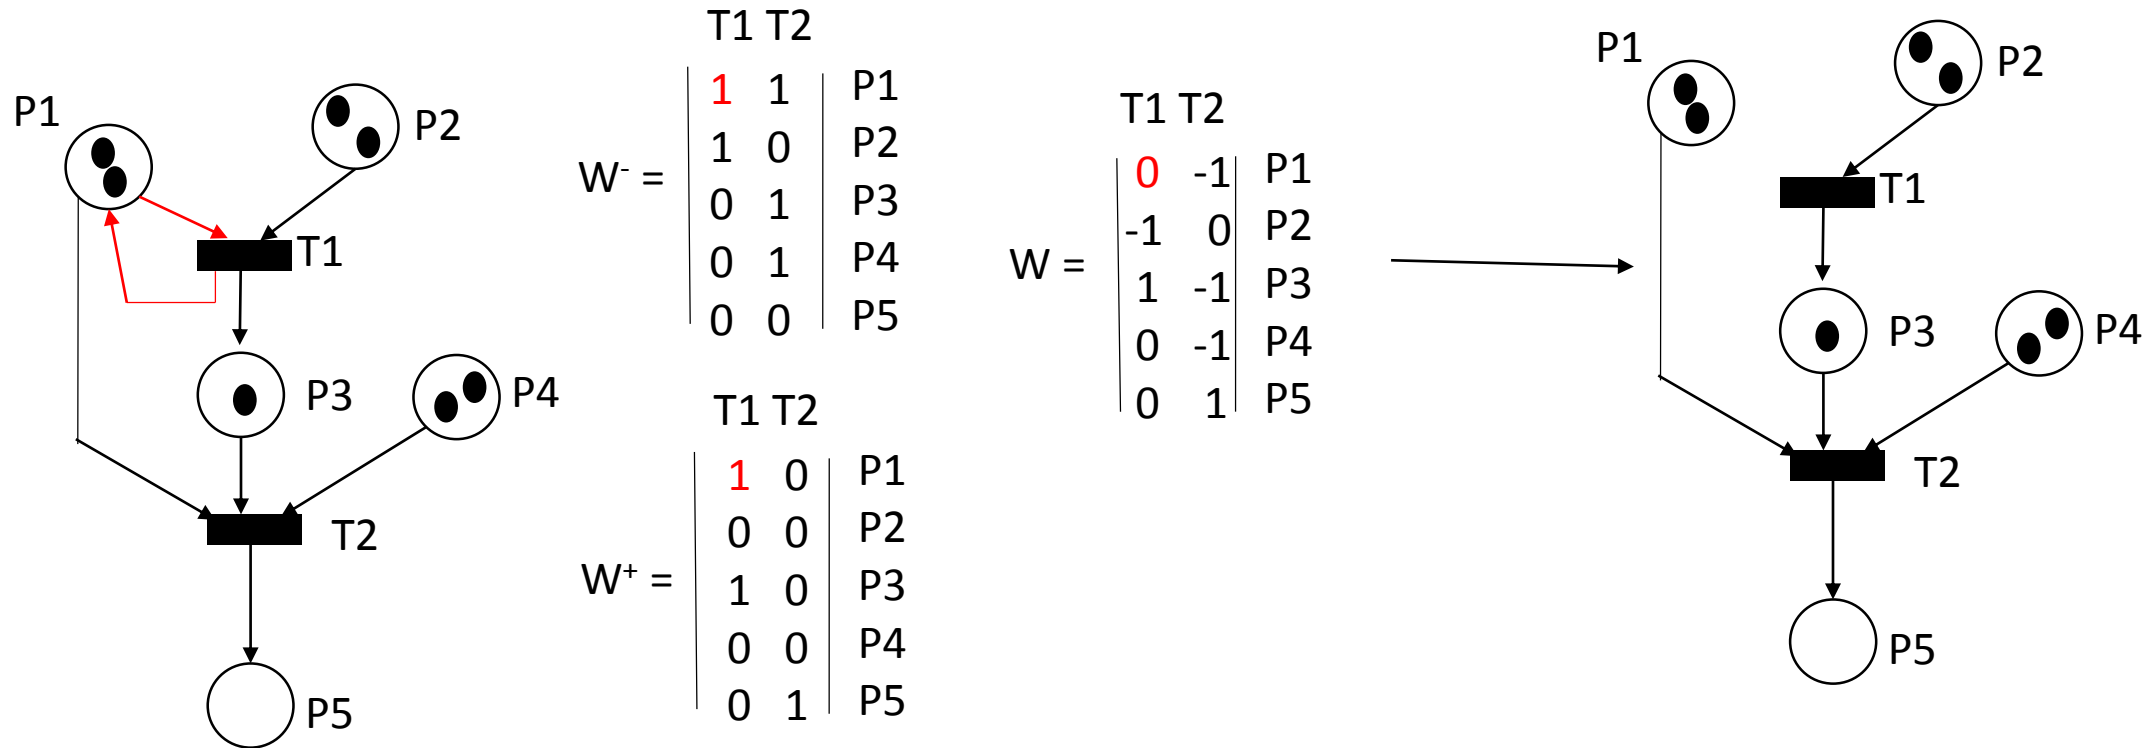 P1
P2
T1
P3
P4
T2
P5
T1 T2
W- =
1 1 P1
1 0 P2
0 1 P3
0 1 P4
0 0 P5
T1 T2
W+ =
1 0 P1
0 0 P2
1 0 P3
0 0 P4
0 1 P5
T1 T2
W =
0 -1 P1
-1 0 P2
1 -1 P3
0 -1 P4
0 1 P5
P1
P2
T1
P3
P4
T2
P5